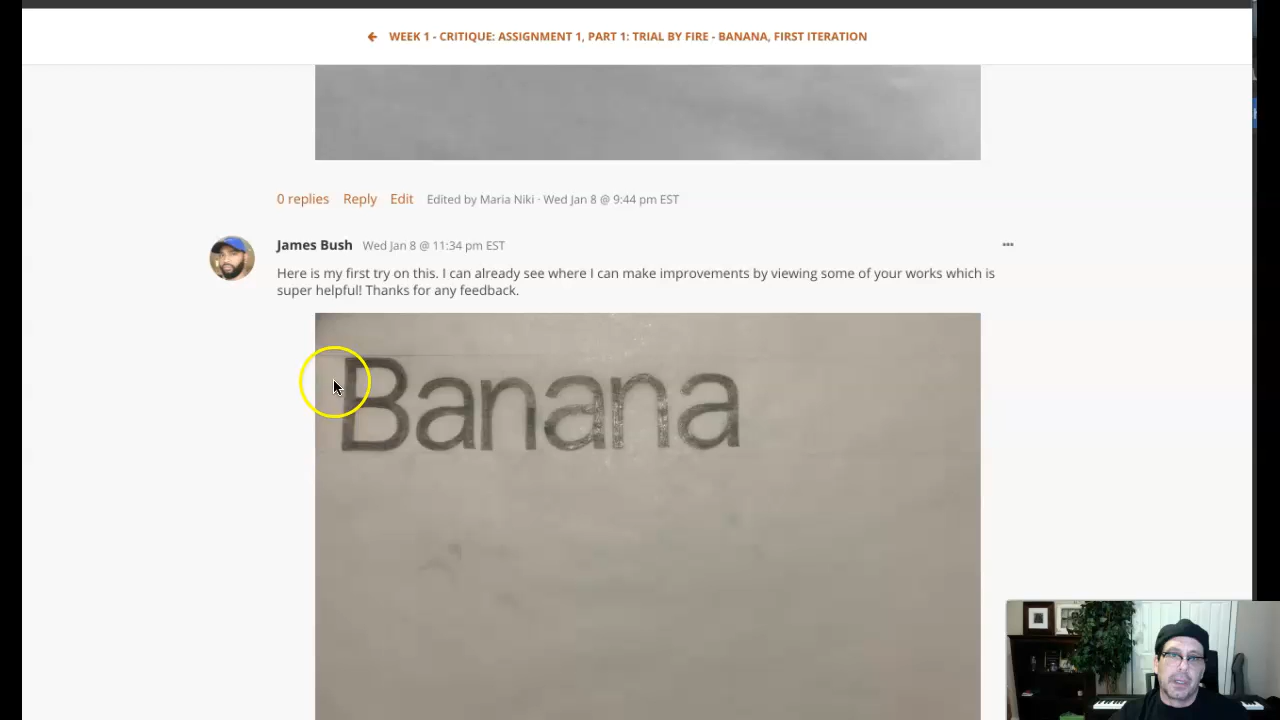 WEEK 1 - CRITIQUE: ASSIGNMENT 1, PART 1: TRIAL BY FIRE - BANANA, FIRST ITERATION
0 replies Reply Edit Edited by Maria Niki · Wed Jan 8 @ 9:44 pm EST
James Bush Wed Jan 8 @ 11:34 pm EST
Here is my first try on this. I can already see where I can make improvements by viewing some of your works which is
super helpful! Thanks for any feedback.
Banana